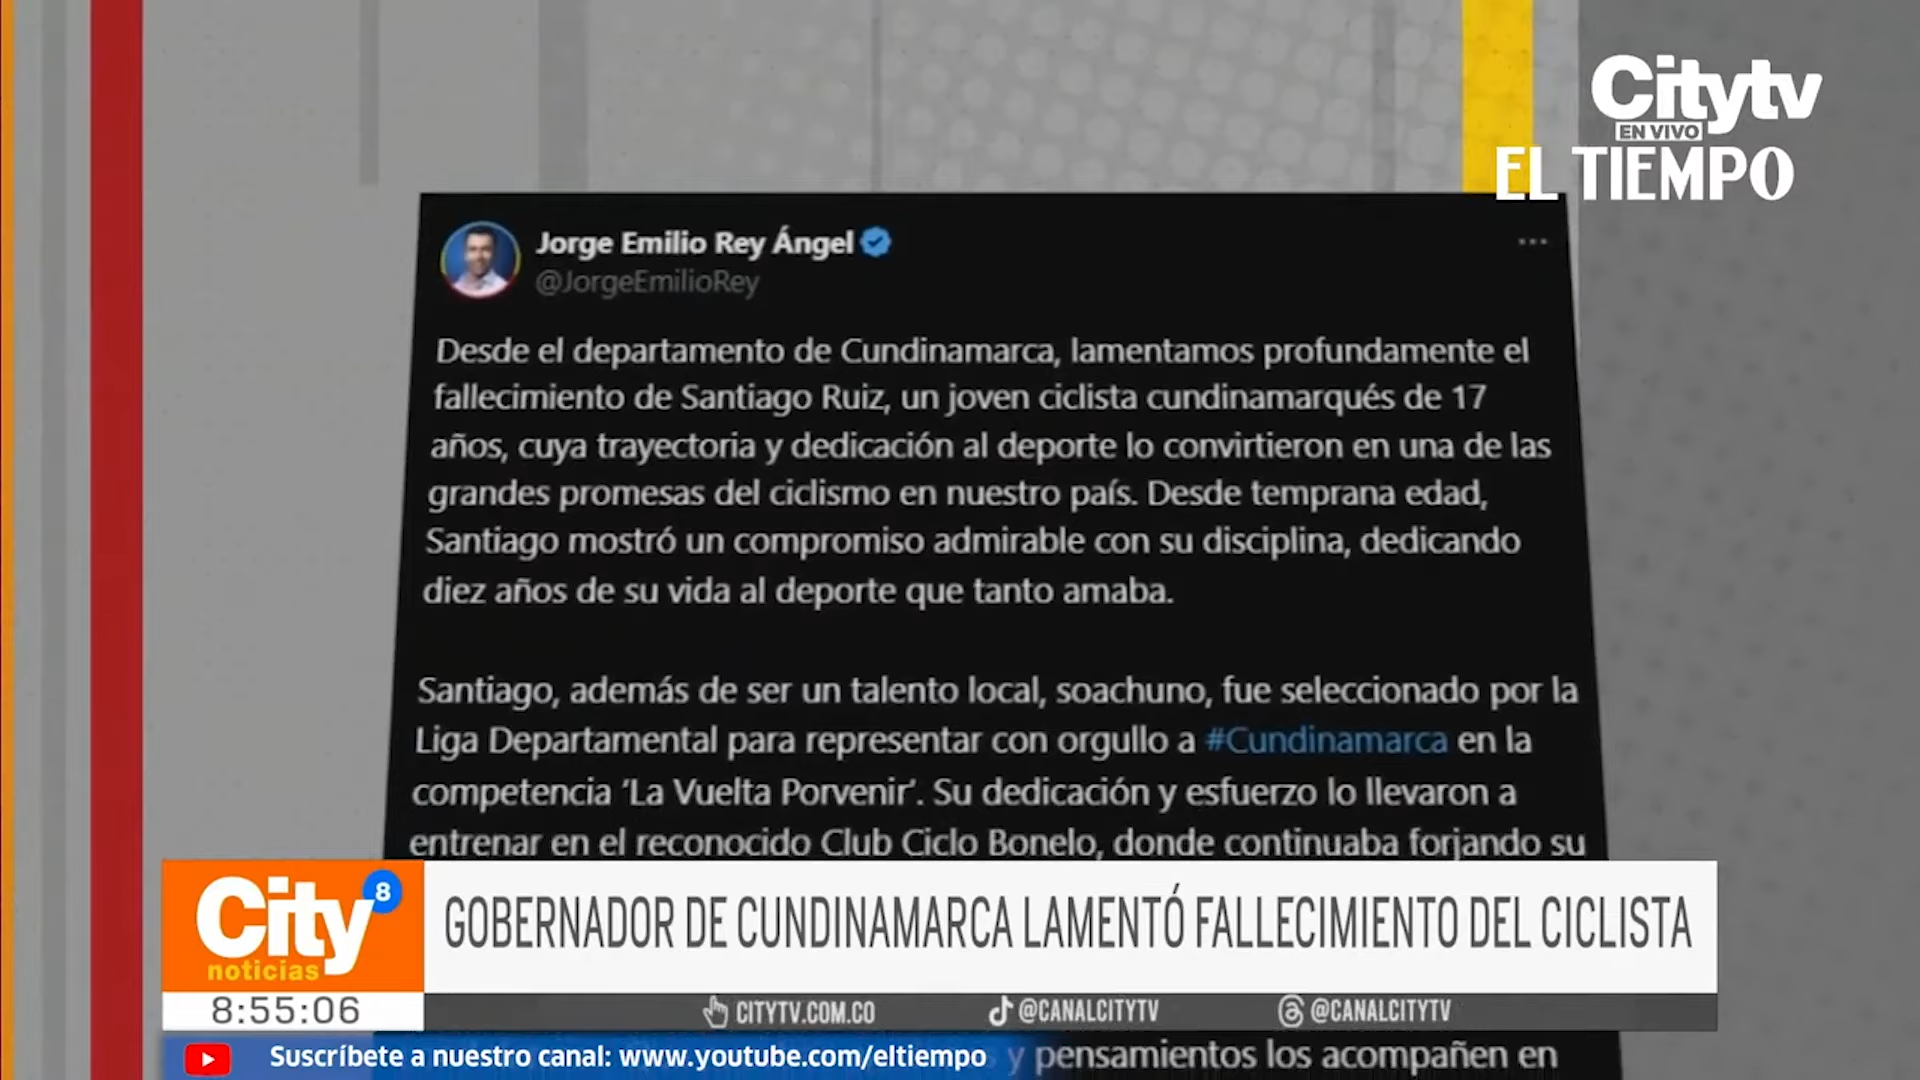 Citytv
EN VIVO
EL TIEMPO
Jorge Emilio Rey Ángel
@JorgeEmilioRey
Desde el departamento de Cundinamarca, lamentamos profundamente el
fallecimiento de Santiago Ruiz, un joven ciclista cundinamarqués de 17
años, cuya trayectoria y dedicación al deporte lo convirtieron en una de las
grandes promesas del ciclismo en nuestro país. Desde temprana edad,
Santiago mostró un compromiso admirable con su disciplina, dedicando
diez años de su vida al deporte que tanto amaba.
Santiago, además de ser un talento local, soachuno, fue seleccionado por la
Liga Departamental para representar con orgullo a #Cundinamarca en la
competencia ‘La Vuelta Porvenir’. Su dedicación y esfuerzo lo llevaron a
entrenar en el reconocido Club Ciclo Bonelo, donde continuaba forjando su
City 8
noticias
GOBERNADOR DE CUNDINAMARCA LAMENTÓ FALLECIMIENTO DEL CICLISTA
8:55:06
CITYTV.COM.CO
@CANALCITYTV
@CANALCITYTV
Suscríbete a nuestro canal: www.youtube.com/eltiempo
y pensamientos los acompañen en